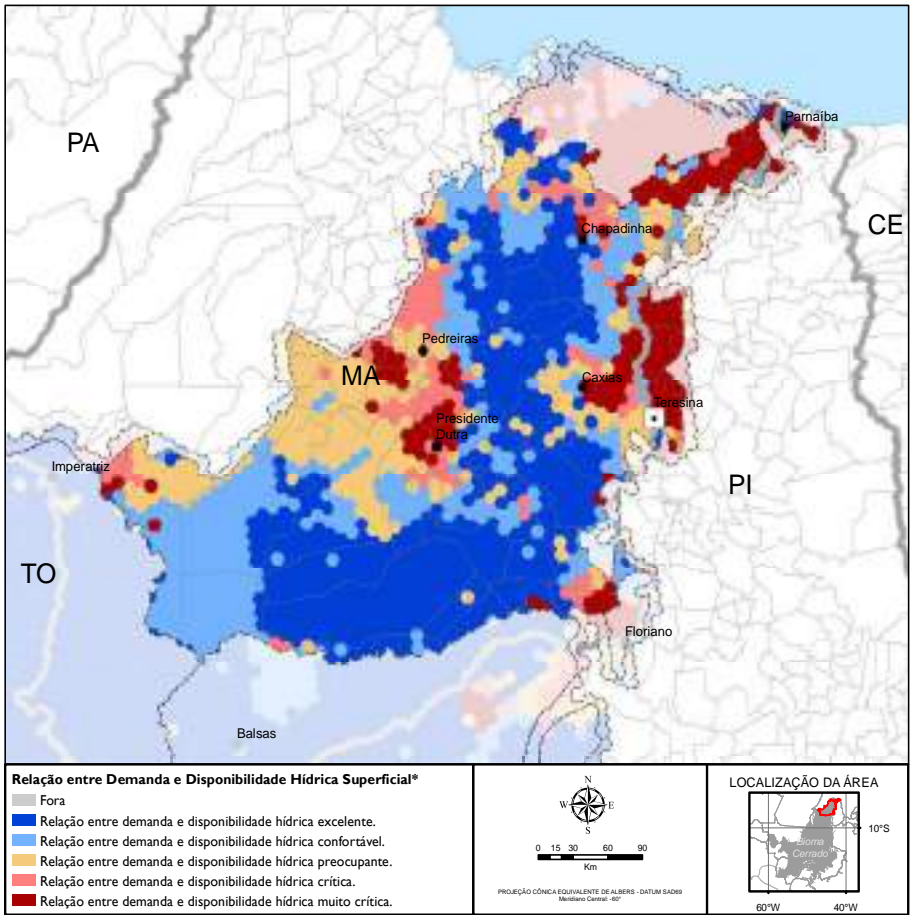 PA
Parnaíba
CE
Chapadinha
Pedreiras
MA
Caxias
Teresina
Presidente
Dutra
Imperatriz
PI
TO
Floriano
Balsas
Relação entre Demanda e Disponibilidade Hídrica Superficial*
Fora
Relação entre demanda e disponibilidade hídrica excelente.
Relação entre demanda e disponibilidade hídrica confortável.
Relação entre demanda e disponibilidade hídrica preocupante.
Relação entre demanda e disponibilidade hídrica crítica.
Relação entre demanda e disponibilidade hídrica muito crítica.
N
W E
S
0 15 30 60 90
Km
PROJEÇÃO CÔNICA EQUIVALENTE DE ALBERS - DATUM SAD69
Meridiano Central: -60°
LOCALIZAÇÃO DA ÁREA
10°S
Bioma
Cerrado
60°W 40°W